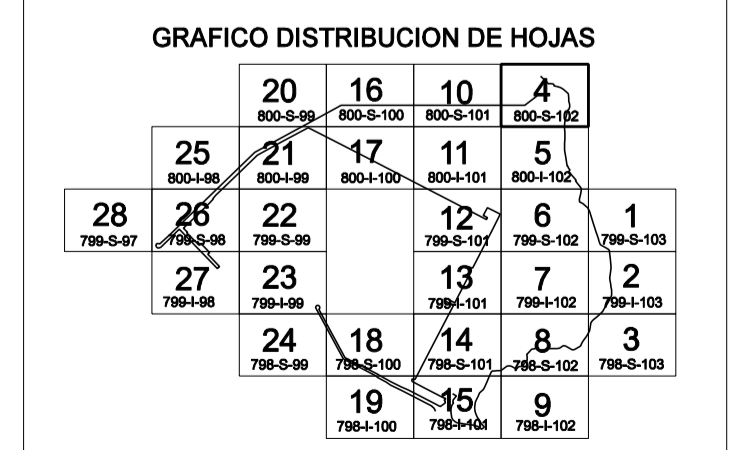 GRAFICO DISTRIBUCION DE HOJAS
20 16 10 4
800-S-99 800-S-100 800-S-101 800-S-102
25 21 17 11 5
800-I-98 800-I-99 800-I-100 800-I-101 800-I-102
28 26 22 12 6 1
799-S-97 799-S-98 799-S-99 799-S-101 799-S-102 799-S-103
27 23 13 7 2
799-I-98 799-I-99 799-I-101 799-I-102 799-I-103
24 18 14 8 3
798-S-99 798-S-100 798-S-101 798-S-102 798-S-103
19 15 9
798-I-100 798-I-101 798-I-102